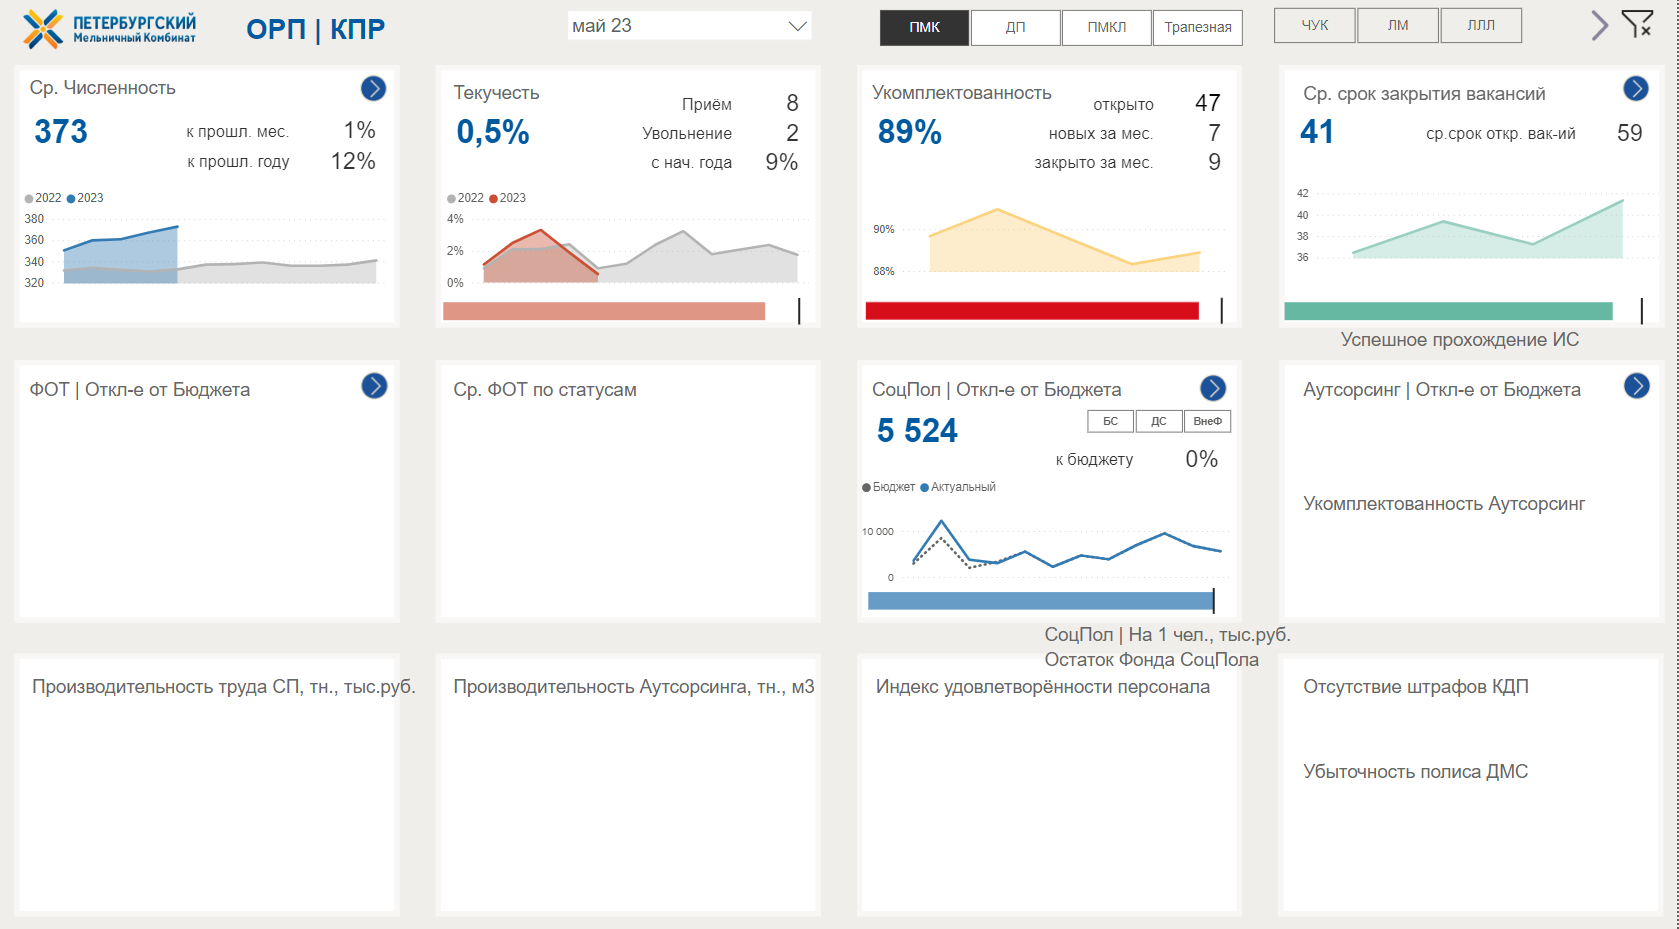 ПЕТЕРБУРГСКИЙ
Мельничный Комбинат
ОРП | КПР
май 23
ПМК
ДП
ПМКЛ
Трапезная
ЧУК
ЛМ
ЛЛЛ
Ср. Численность
373
к прошл. мес. 1%
к прошл. году 12%
2022 2023
380
360
340
320
Текучесть
0,5%
Приём 8
Увольнение 2
с нач. года 9%
2022 2023
4%
2%
0%
Укомплектованность
89%
открыто 47
новых за мес. 7
закрыто за мес. 9
90%
88%
Ср. срок закрытия вакансий
41
ср.срок откр. вак-ий 59
42
40
38
36
Успешное прохождение ИС
ФОТ | Откл-е от Бюджета
Ср. ФОТ по статусам
СоцПол | Откл-е от Бюджета
5 524
БС
ДС
ВнеФ
к бюджету 0%
Бюджет Актуальный
10 000
0
Аутсорсинг | Откл-е от Бюджета
Укомплектованность Аутсорсинг
СоцПол | На 1 чел., тыс.руб.
Остаток Фонда СоцПола
Производительность труда СП, тн., тыс.руб.
Производительность Аутсорсинга, тн., м3
Индекс удовлетворённости персонала
Отсутствие штрафов КДП
Убыточность полиса ДМС